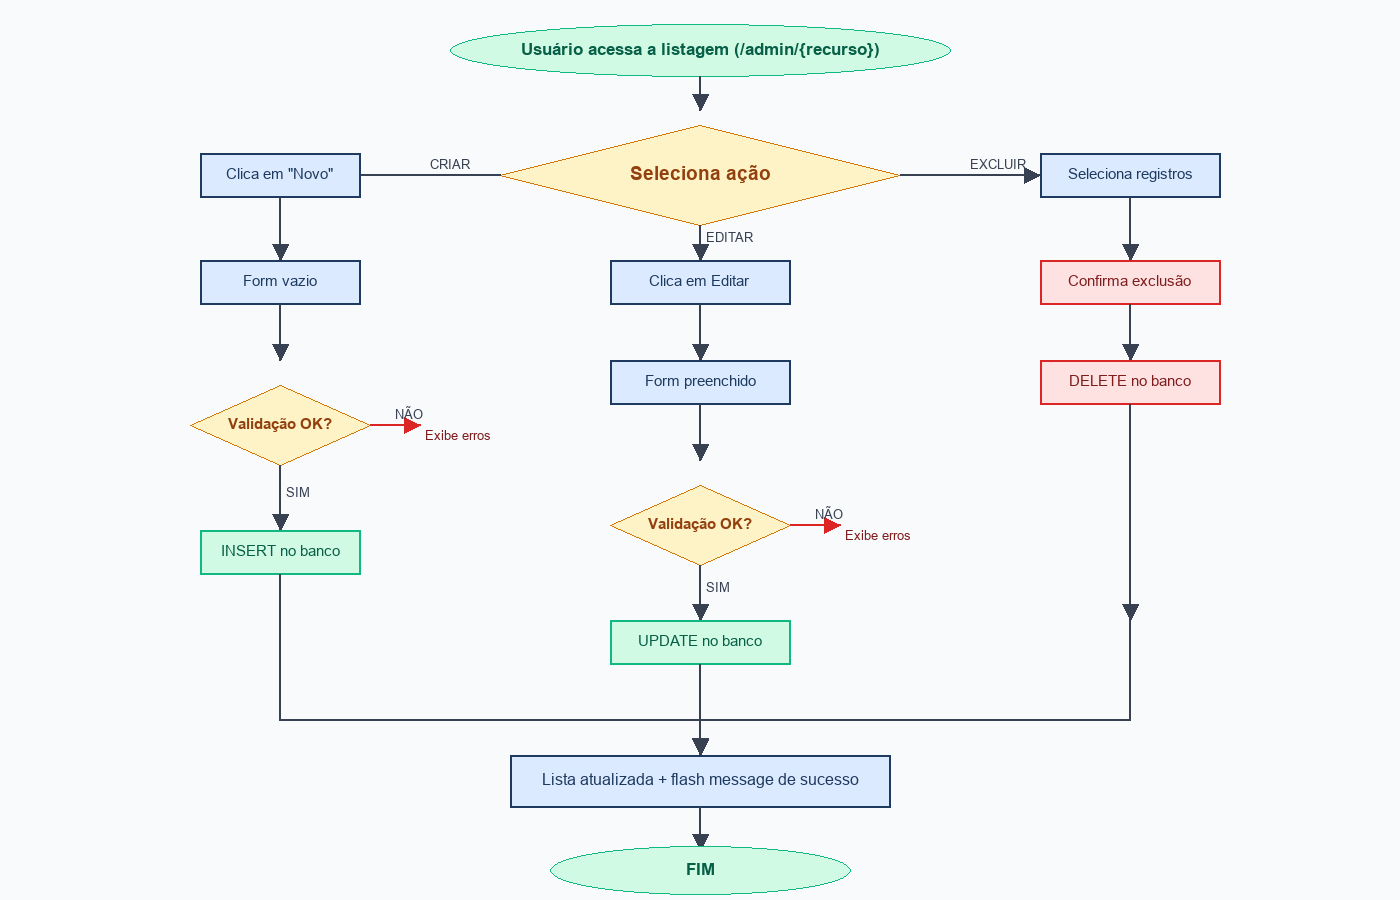 Usuário acessa a listagem (/admin/{recurso})
Seleciona ação
CRIAR
EXCLUIR
EDITAR
Clica em "Novo"
Form vazio
Validação OK?
NÃO
Exibe erros
SIM
INSERT no banco
Clica em Editar
Form preenchido
Validação OK?
NÃO
Exibe erros
SIM
UPDATE no banco
Seleciona registros
Confirma exclusão
DELETE no banco
Lista atualizada + flash message de sucesso
FIM